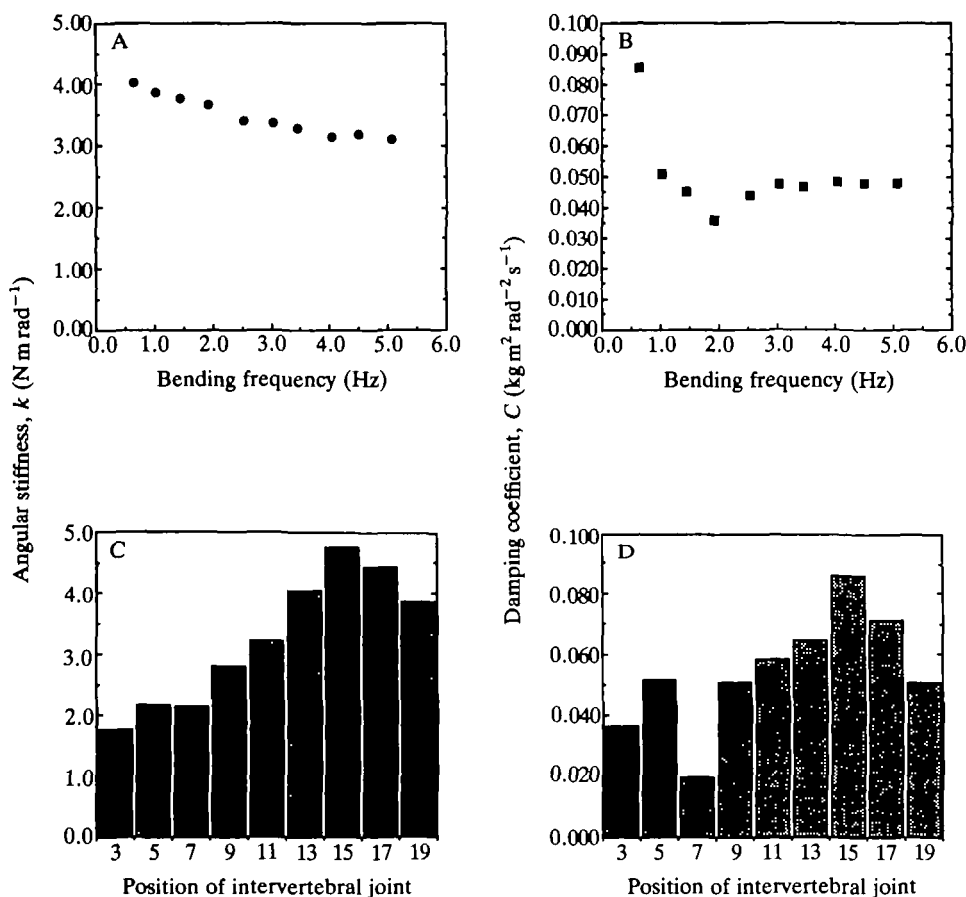 A
5.00
4.00
3.00
2.00
1.00
0.00
0.0 1.0 2.0 3.0 4.0 5.0 6.0
Bending frequency (Hz)
B
0.100
0.090
0.080
0.070
0.060
0.050
0.040
0.030
0.020
0.010
0.000
0.0 1.0 2.0 3.0 4.0 5.0 6.0
Bending frequency (Hz)
Angular stiffness, k (N m rad⁻¹)
Damping coefficient, C (kg m² rad⁻² s⁻¹)
C
5.0
4.0
3.0
2.0
1.0
0.0
3 5 7 9 11 13 15 17 19
Position of intervertebral joint
D
0.100
0.080
0.060
0.040
0.020
0.000
3 5 7 9 11 13 15 17 19
Position of intervertebral joint